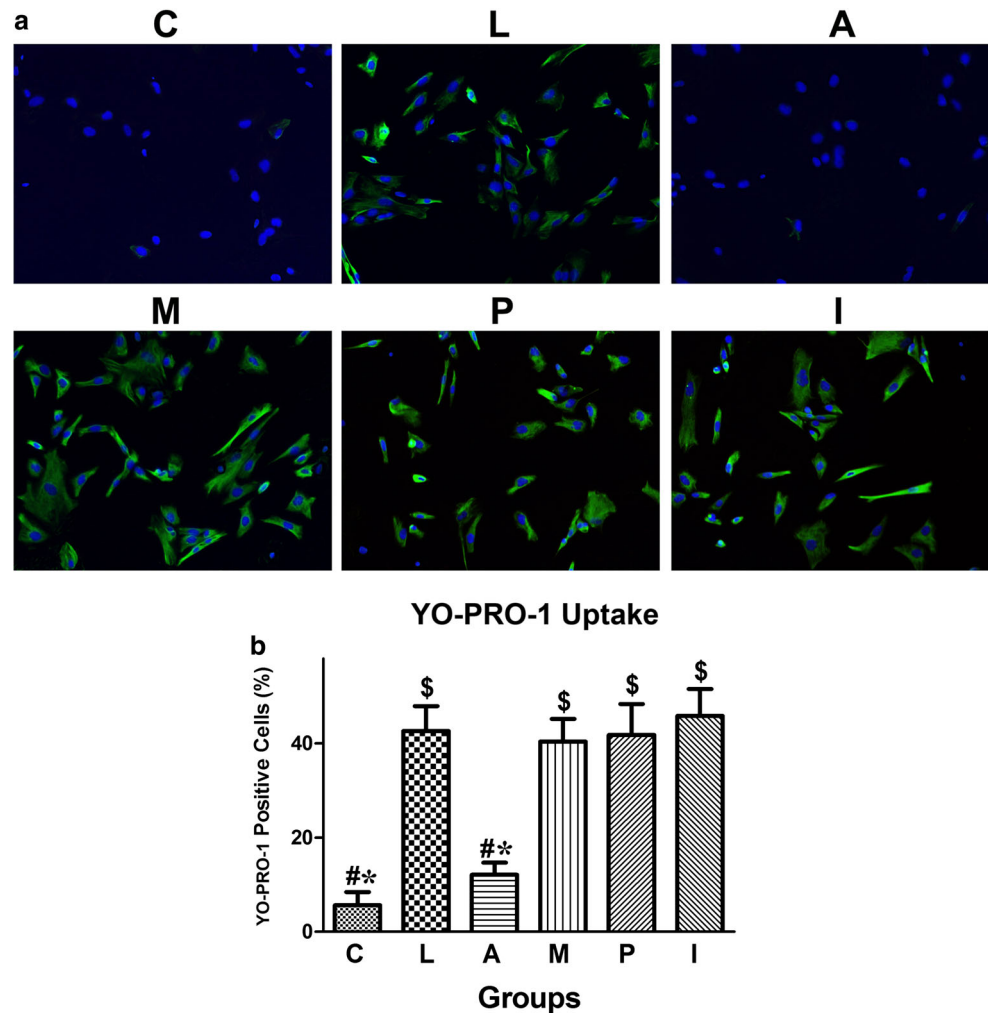 a
C L A
M P I
YO-PRO-1 Uptake
b
YO-PRO-1 Positive Cells (%)
40
20
0
#* $ #* $ $ $
C L A M P I
Groups